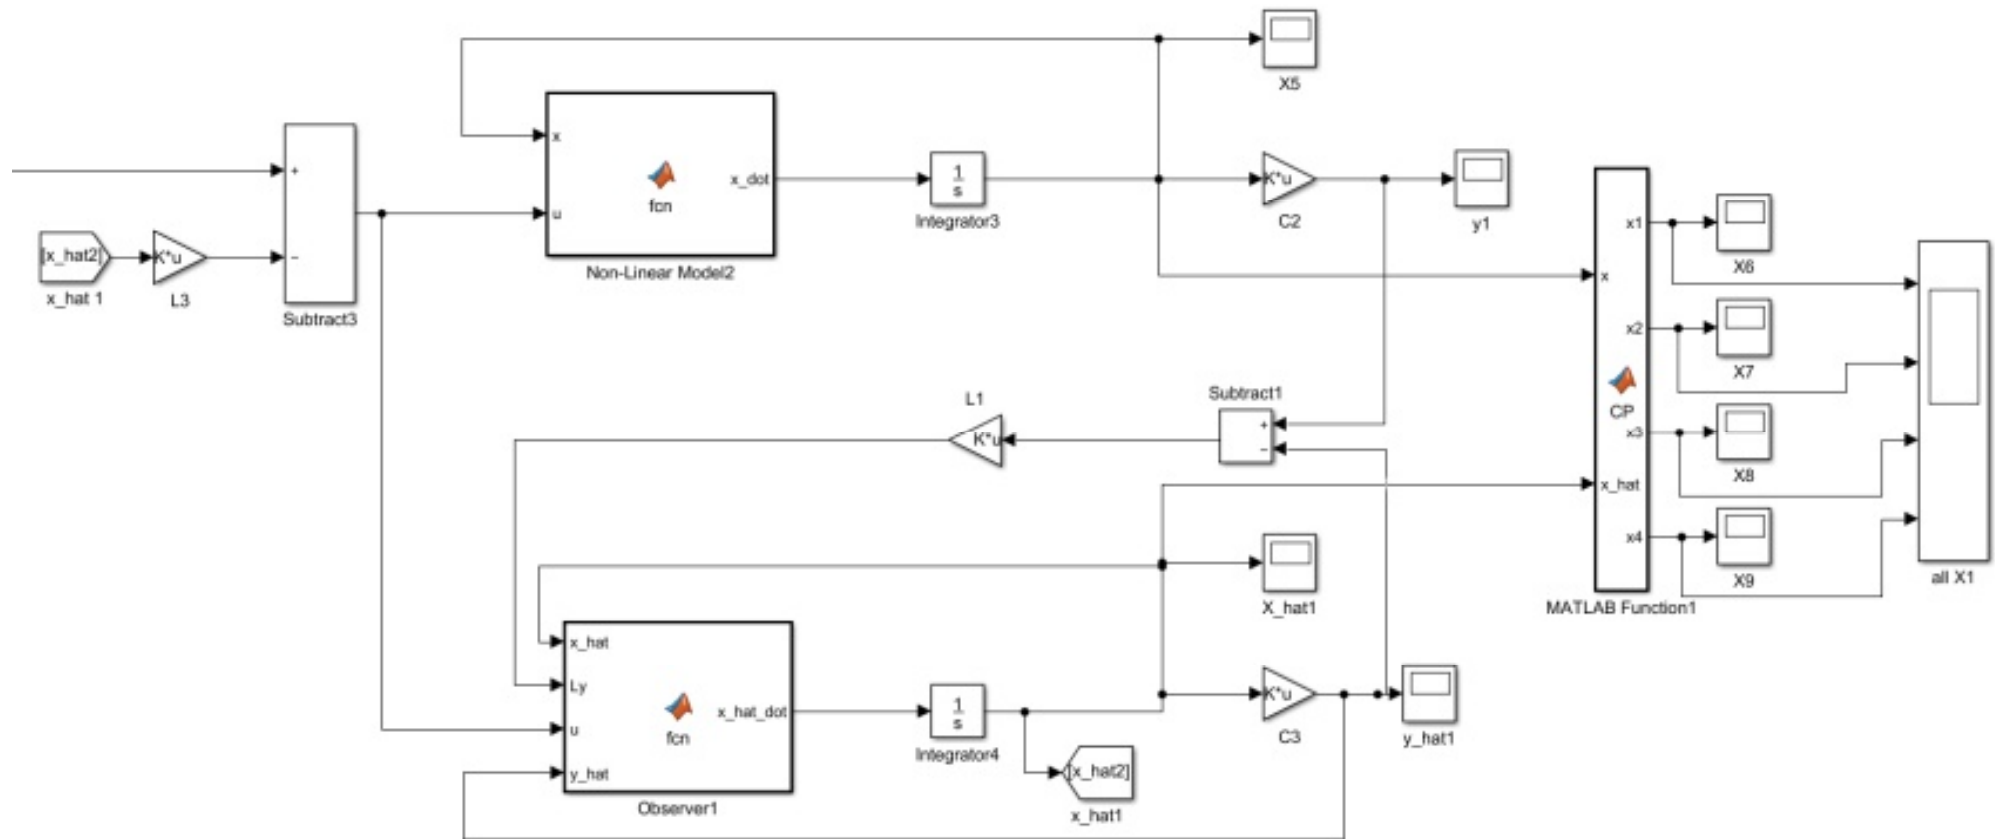 X5
x
u
fcn
x_dot
Non-Linear Model2
1
s
Integrator3
K*u
C2
y1
+
−
Subtract3
[x_hat2]
x_hat 1
K*u
L3
x
x_hat
CP
x1
x2
x3
x4
MATLAB Function1
X6
X7
X8
X9
all X1
Subtract1
+
−
L1
K*u
X_hat1
x_hat
Ly
u
y_hat
fcn
x_hat_dot
Observer1
1
s
Integrator4
[x_hat2]
x_hat1
K*u
C3
y_hat1